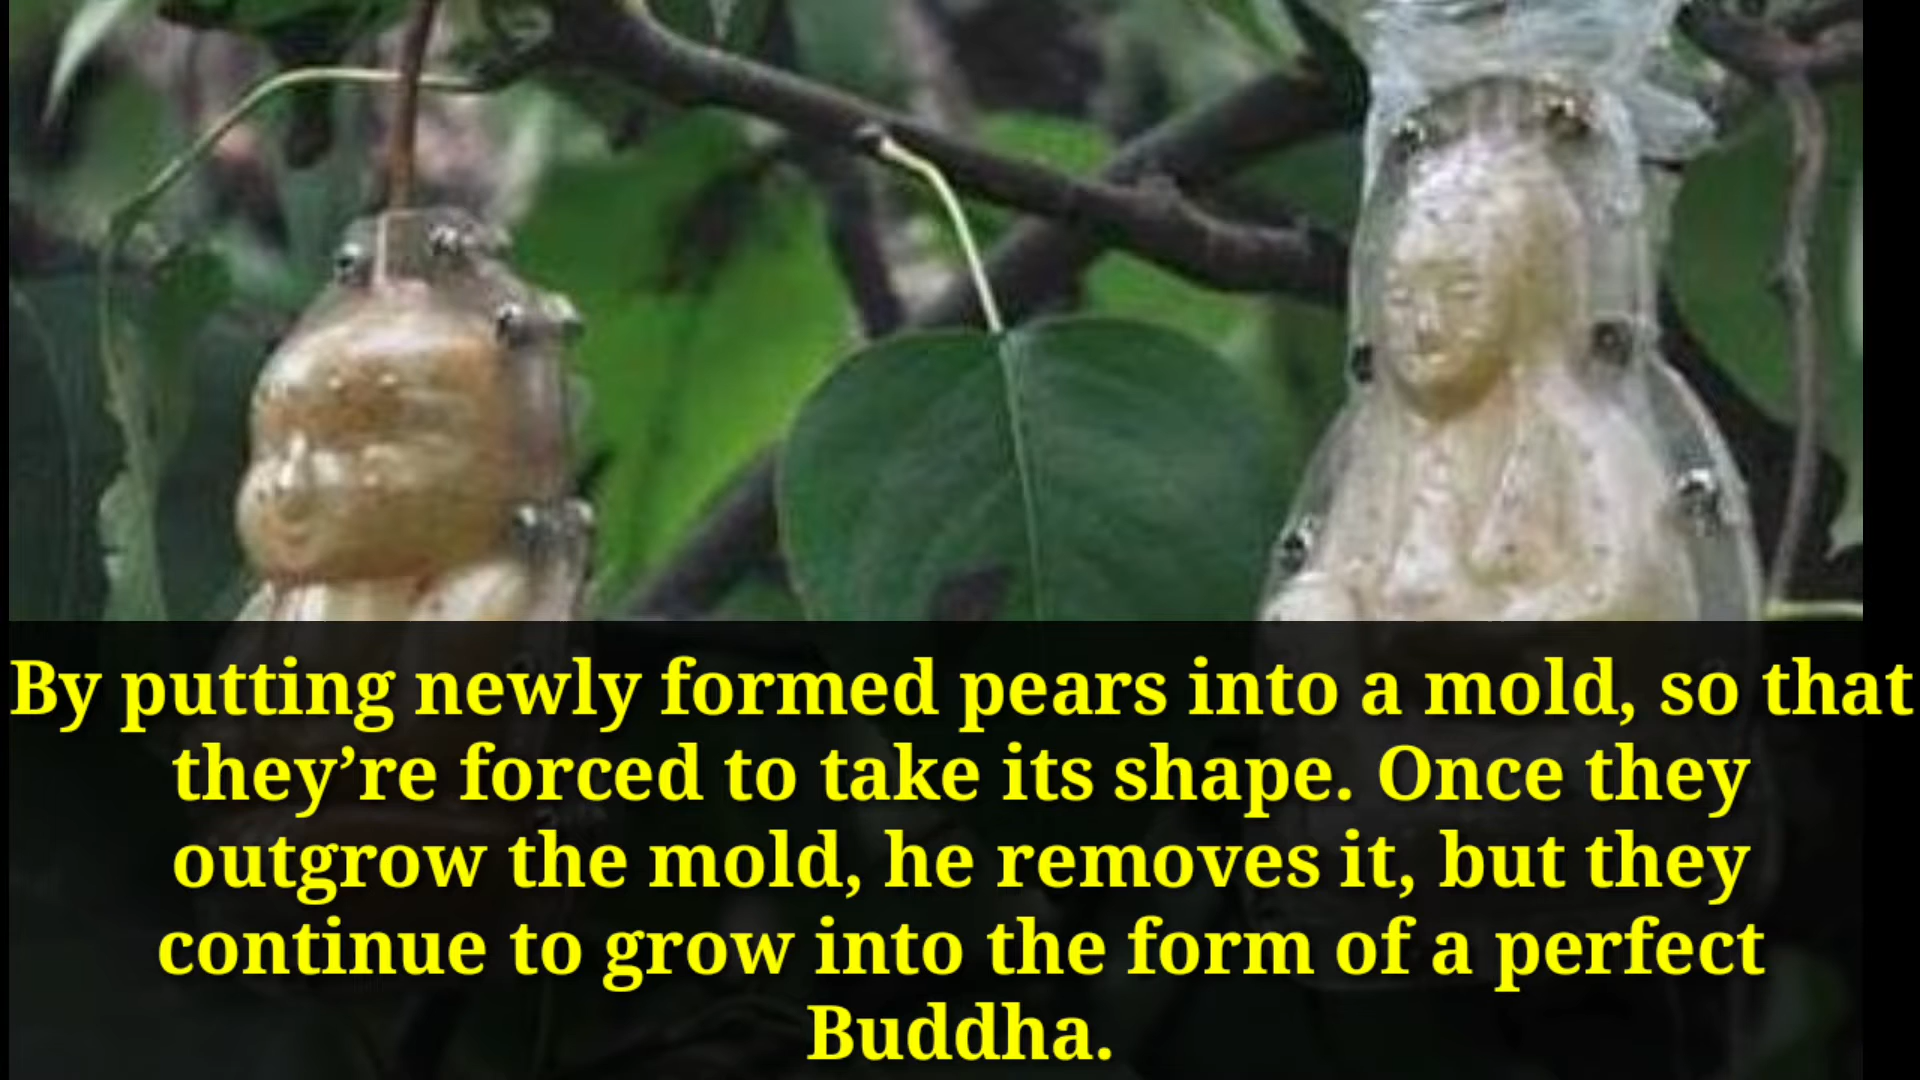 By putting newly formed pears into a mold, so that
they’re forced to take its shape. Once they
outgrow the mold, he removes it, but they
continue to grow into the form of a perfect
Buddha.